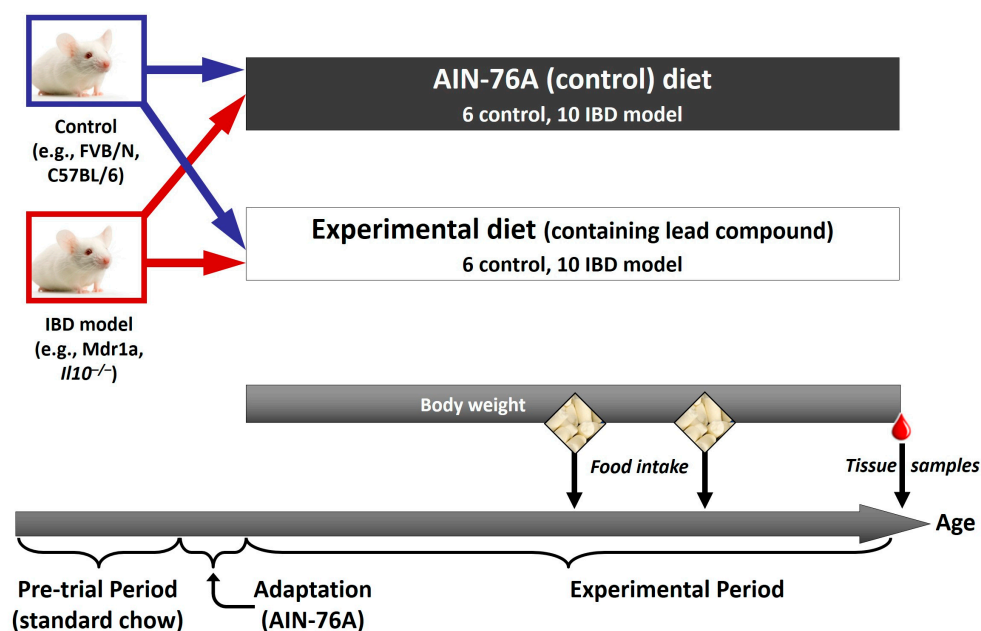 Control
(e.g., FVB/N,
C57BL/6)
IBD model
(e.g., Mdr1a,
Il10–/–)
AIN-76A (control) diet
6 control, 10 IBD model
Experimental diet (containing lead compound)
6 control, 10 IBD model
Body weight
Food intake
Tissue samples
Age
Pre-trial Period
(standard chow)
Adaptation
(AIN-76A)
Experimental Period